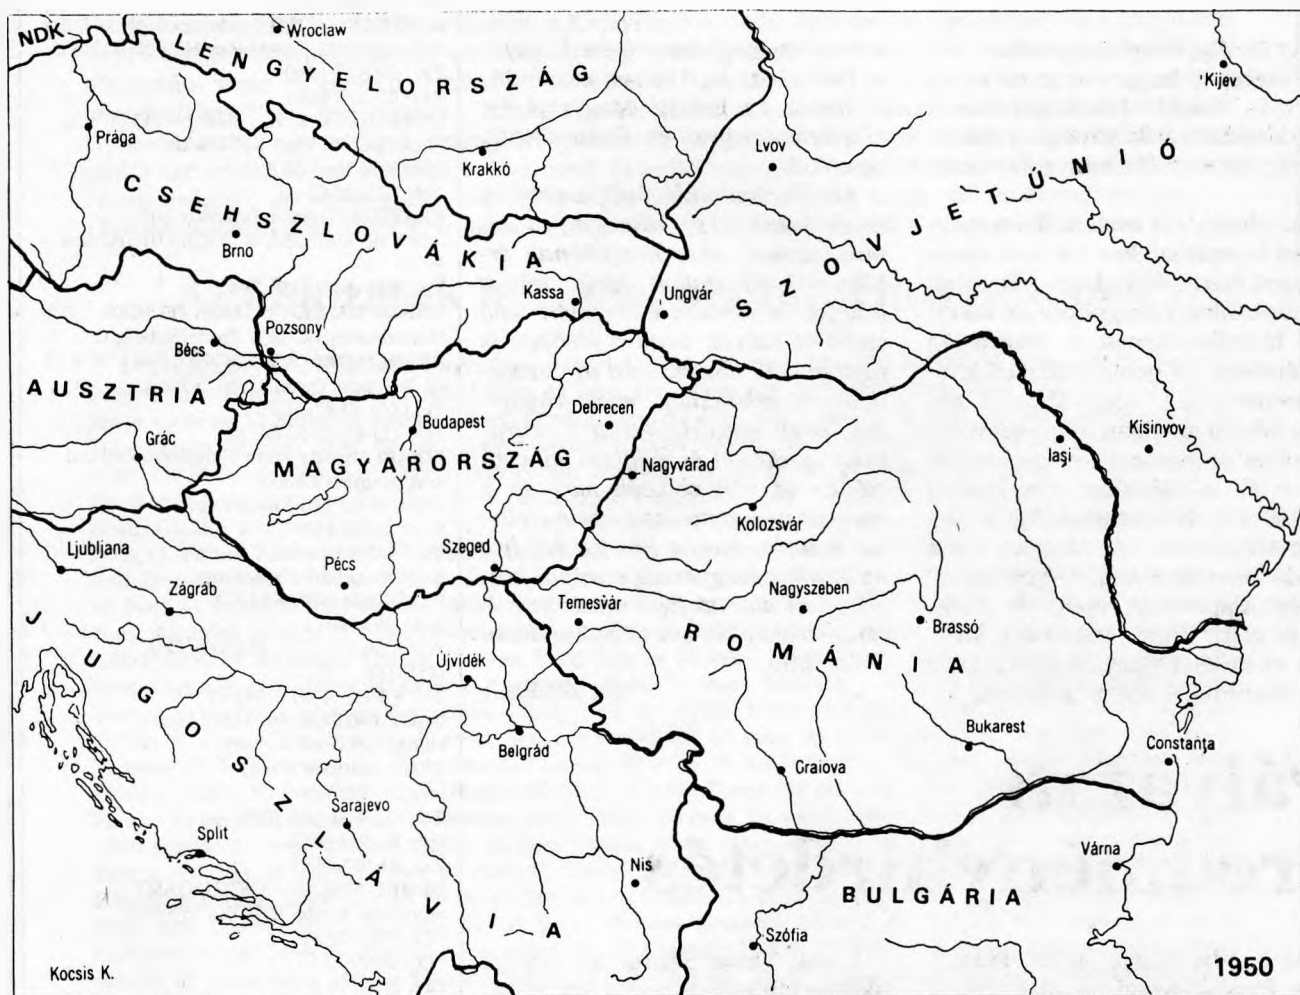 NDK
Wroclaw
LENGYELORSZÁG
Kijev
Prága
Krakkó
Lvov
SZOVJETÚNIÓ
CSEHSZLOVÁKIA
Brno
Kassa
Ungvár
Pozsony
Bécs
AUSZTRIA
Budapest
Debrecen
Kisinyov
Grác
MAGYARORSZÁG
Nagyvárad
Iasi
Kolozsvár
Ljubljana
Szeged
Pécs
Zágráb
Temesvár
Nagyszeben
Brassó
ROMÁNIA
JUGOSZLAVIA
Újvidék
Belgrád
Bukarest
Constanța
Graiova
Sarajevo
Split
Várna
Nis
BULGÁRIA
Szófia
Kocsis K.
1950